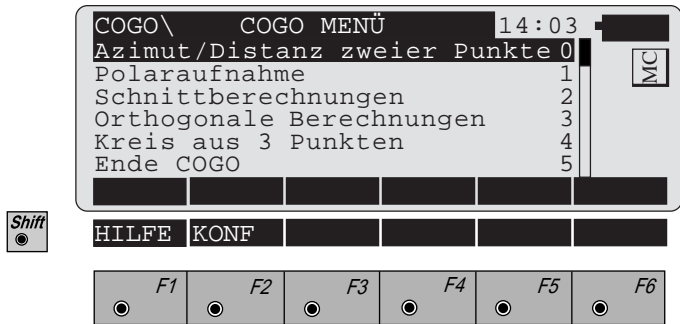 COGO\ COGO MENÜ 14:03
Azimut/Distanz zweier Punkte 0
Polaraufnahme 1
Schnittberechnungen 2
Orthogonale Berechnungen 3
Kreis aus 3 Punkten 4
Ende COGO 5
MC
Shift
HILFE KONF
F1 F2 F3 F4 F5 F6